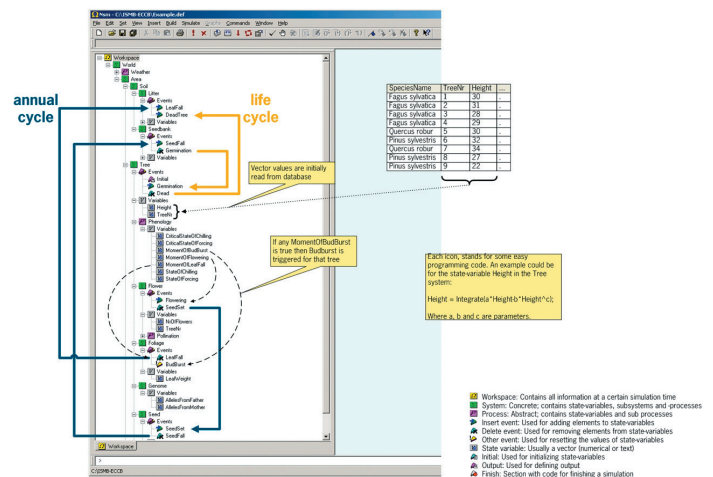 Nsm - C:\ISMB-ECCB\Example.def
File Edit Set View Insert Build Simulate Commands Window Help
Workspace
World
Weather
Area
Soil
Litter
Events
LeafFall
DeadTree
Variables
Seedbank
Events
SeedFall
Germination
Variables
Tree
Events
Initial
Germination
Dead
Variables
Height
TreeNr
Phenology
Variables
CriticalStateOfChilling
CriticalStateOfForcing
MomentOfBudBurst
MomentOfFlowering
MomentOfLeafFall
StateOfChilling
StateOfForcing
Flower
Events
Flowering
SeedSet
Variables
NrOfFlowers
TreeNr
Pollination
Foliage
Events
LeafFall
BudBurst
Variables
LeafWeight
Genome
Variables
AllelesFromFather
AllelesFromMother
Seed
Events
SeedSet
SeedFall
Workspace
>
C:\ISMB-ECCB
annual
cycle
life
cycle
Vector values are initially
read from database
If any MomentOfBudBurst
is true then Budburst is
triggered for that tree
SpeciesName TreeNr Height ...
Fagus sylvatica 1 30 .
Fagus sylvatica 2 31 .
Fagus sylvatica 3 28 .
Fagus sylvatica 4 29 .
Quercus robur 5 30 .
Pinus sylvestris 6 32 .
Quercus robur 7 34 .
Pinus sylvestris 8 27 .
Pinus sylvestris 9 22 .
Each icon, stands for some easy
programming code. An example could be
for the state-variable Height in the Tree
system:
Height = Integrate(a*Height-b*Height^c);
Where a, b and c are parameters.
Workspace: Contains all information at a certain simulation time
System: Concrete; contains state-variables, subsystems and -processes
Process: Abstract; contains state-variables and sub processes
Insert event: Used for adding elements to state-variables
Delete event: Used for removing elements from state-variables
Other event: Used for resetting the values of state-variables
State variable: Usually a vector (numerical or text)
Initial: Used for initializing state-variables
Output: Used for defining output
Finish: Section with code for finishing a simulation